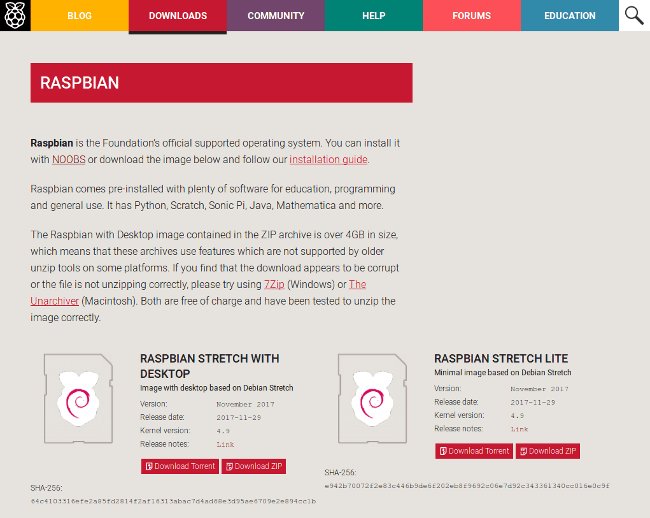 BLOG DOWNLOADS COMMUNITY HELP FORUMS EDUCATION
RASPBIAN
Raspbian is the Foundation's official supported operating system. You can install it
with NOOBS or download the image below and follow our installation guide.
Raspbian comes pre-installed with plenty of software for education, programming
and general use. It has Python, Scratch, Sonic Pi, Java, Mathematica and more.
The Raspbian with Desktop image contained in the ZIP archive is over 4GB in size,
which means that these archives use features which are not supported by older
unzip tools on some platforms. If you find that the download appears to be corrupt
or the file is not unzipping correctly, please try using 7Zip (Windows) or The
Unarchiver (Macintosh). Both are free of charge and have been tested to unzip the
image correctly.
RASPBIAN STRETCH WITH
DESKTOP
Image with desktop based on Debian Stretch
Version: November 2017
Release date: 2017-11-29
Kernel version: 4.9
Release notes: Link
Download Torrent Download ZIP
SHA-256:
64c4103316efe2a85fd2814f2af16313abac7d4ad68e3d95ae6709e2e894cc1b
RASPBIAN STRETCH LITE
Minimal image based on Debian Stretch
Version: November 2017
Release date: 2017-11-29
Kernel version: 4.9
Release notes: Link
Download Torrent Download ZIP
SHA-256:
e942b70072f2e83c446b9de6f202eb8f9692c06e7d92c343361340cc016e0c9f